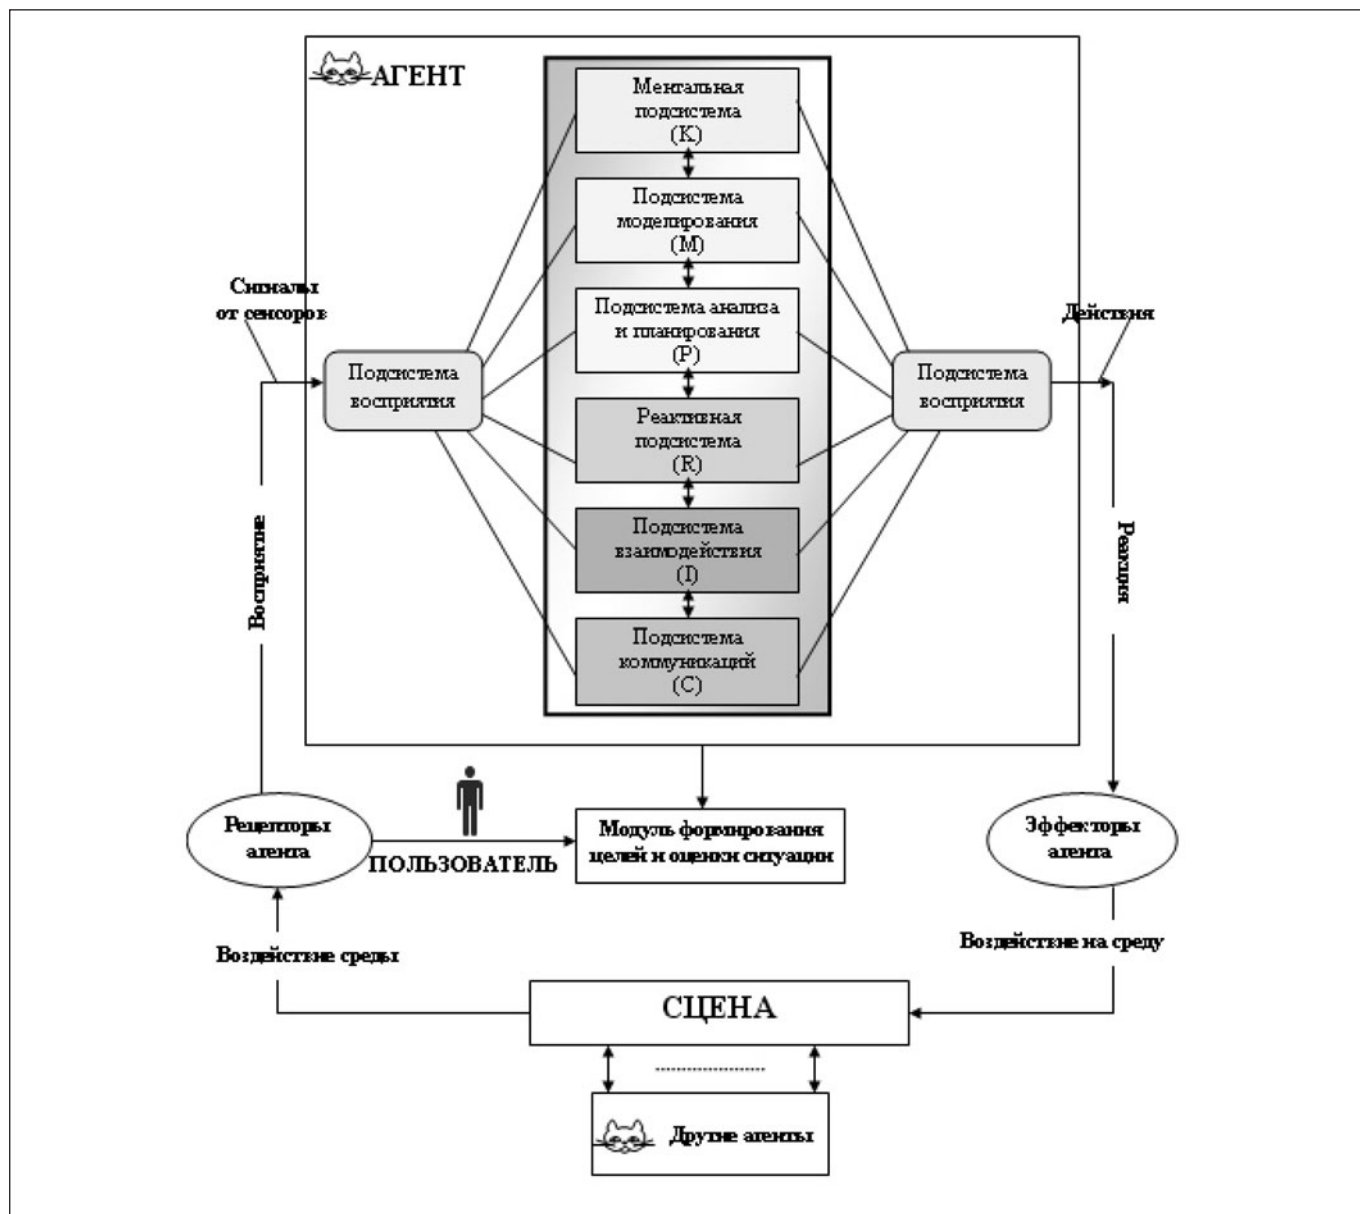 АГЕНТ
Ментальная
подсистема
(K)
Подсистема
моделирования
(M)
Сигналы
от сенсоров
Подсистема анализа
и планирования
(P)
Действия
Подсистема
восприятия
Подсистема
восприятия
Реактивная
подсистема
(R)
Восприятие
Реакция
Подсистема
взаимодействия
(I)
Подсистема
коммуникаций
(C)
Рецепторы
агента
ПОЛЬЗОВАТЕЛЬ
Модуль формирования
целей и оценки ситуации
Эффекторы
агента
Воздействие среды
Воздействие на среду
СЦЕНА
Другие агенты